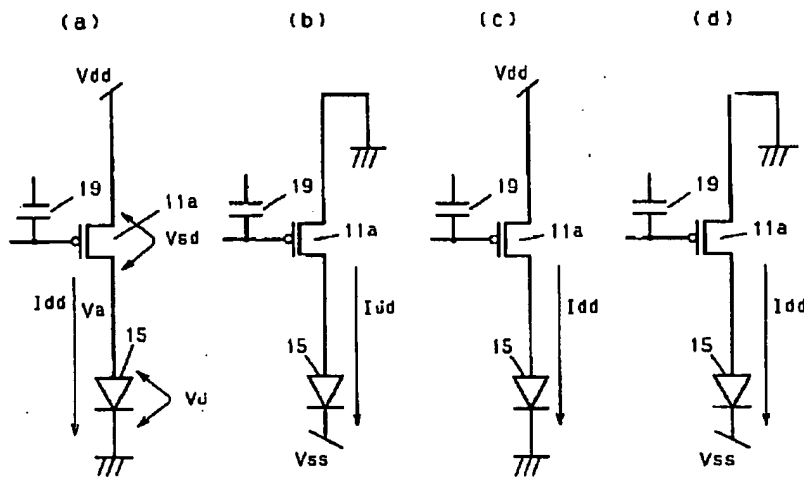 (a) (b) (c) (d)
Vdd Vdd
19 19 19 19
11a 11a 11a 11a
Vsd
Idd Va Idd Idd Idd
15 15 15 15
Vd
Vss Vss